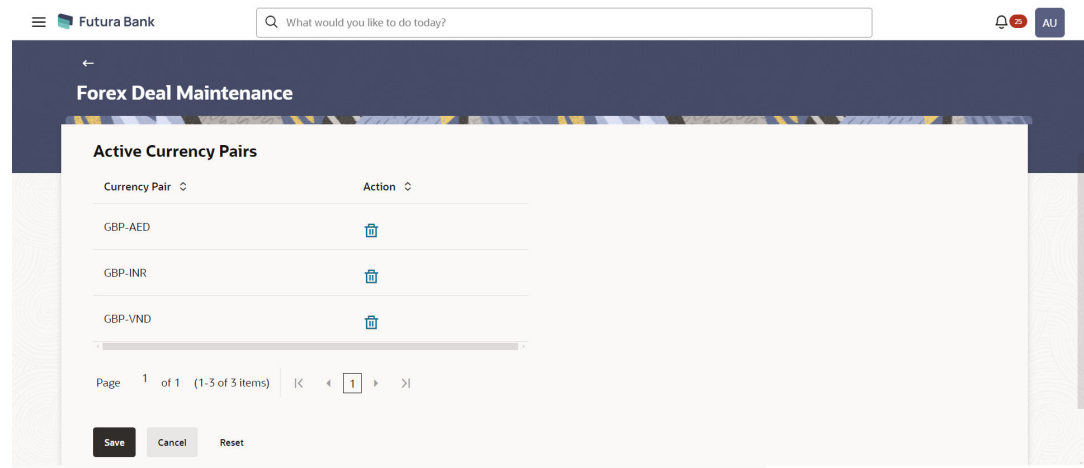 Futura Bank
What would you like to do today?
25
AU
Forex Deal Maintenance
Active Currency Pairs
Currency Pair Action
GBP-AED
GBP-INR
GBP-VND
Page 1 of 1 (1-3 of 3 items) 1
Save Cancel Reset